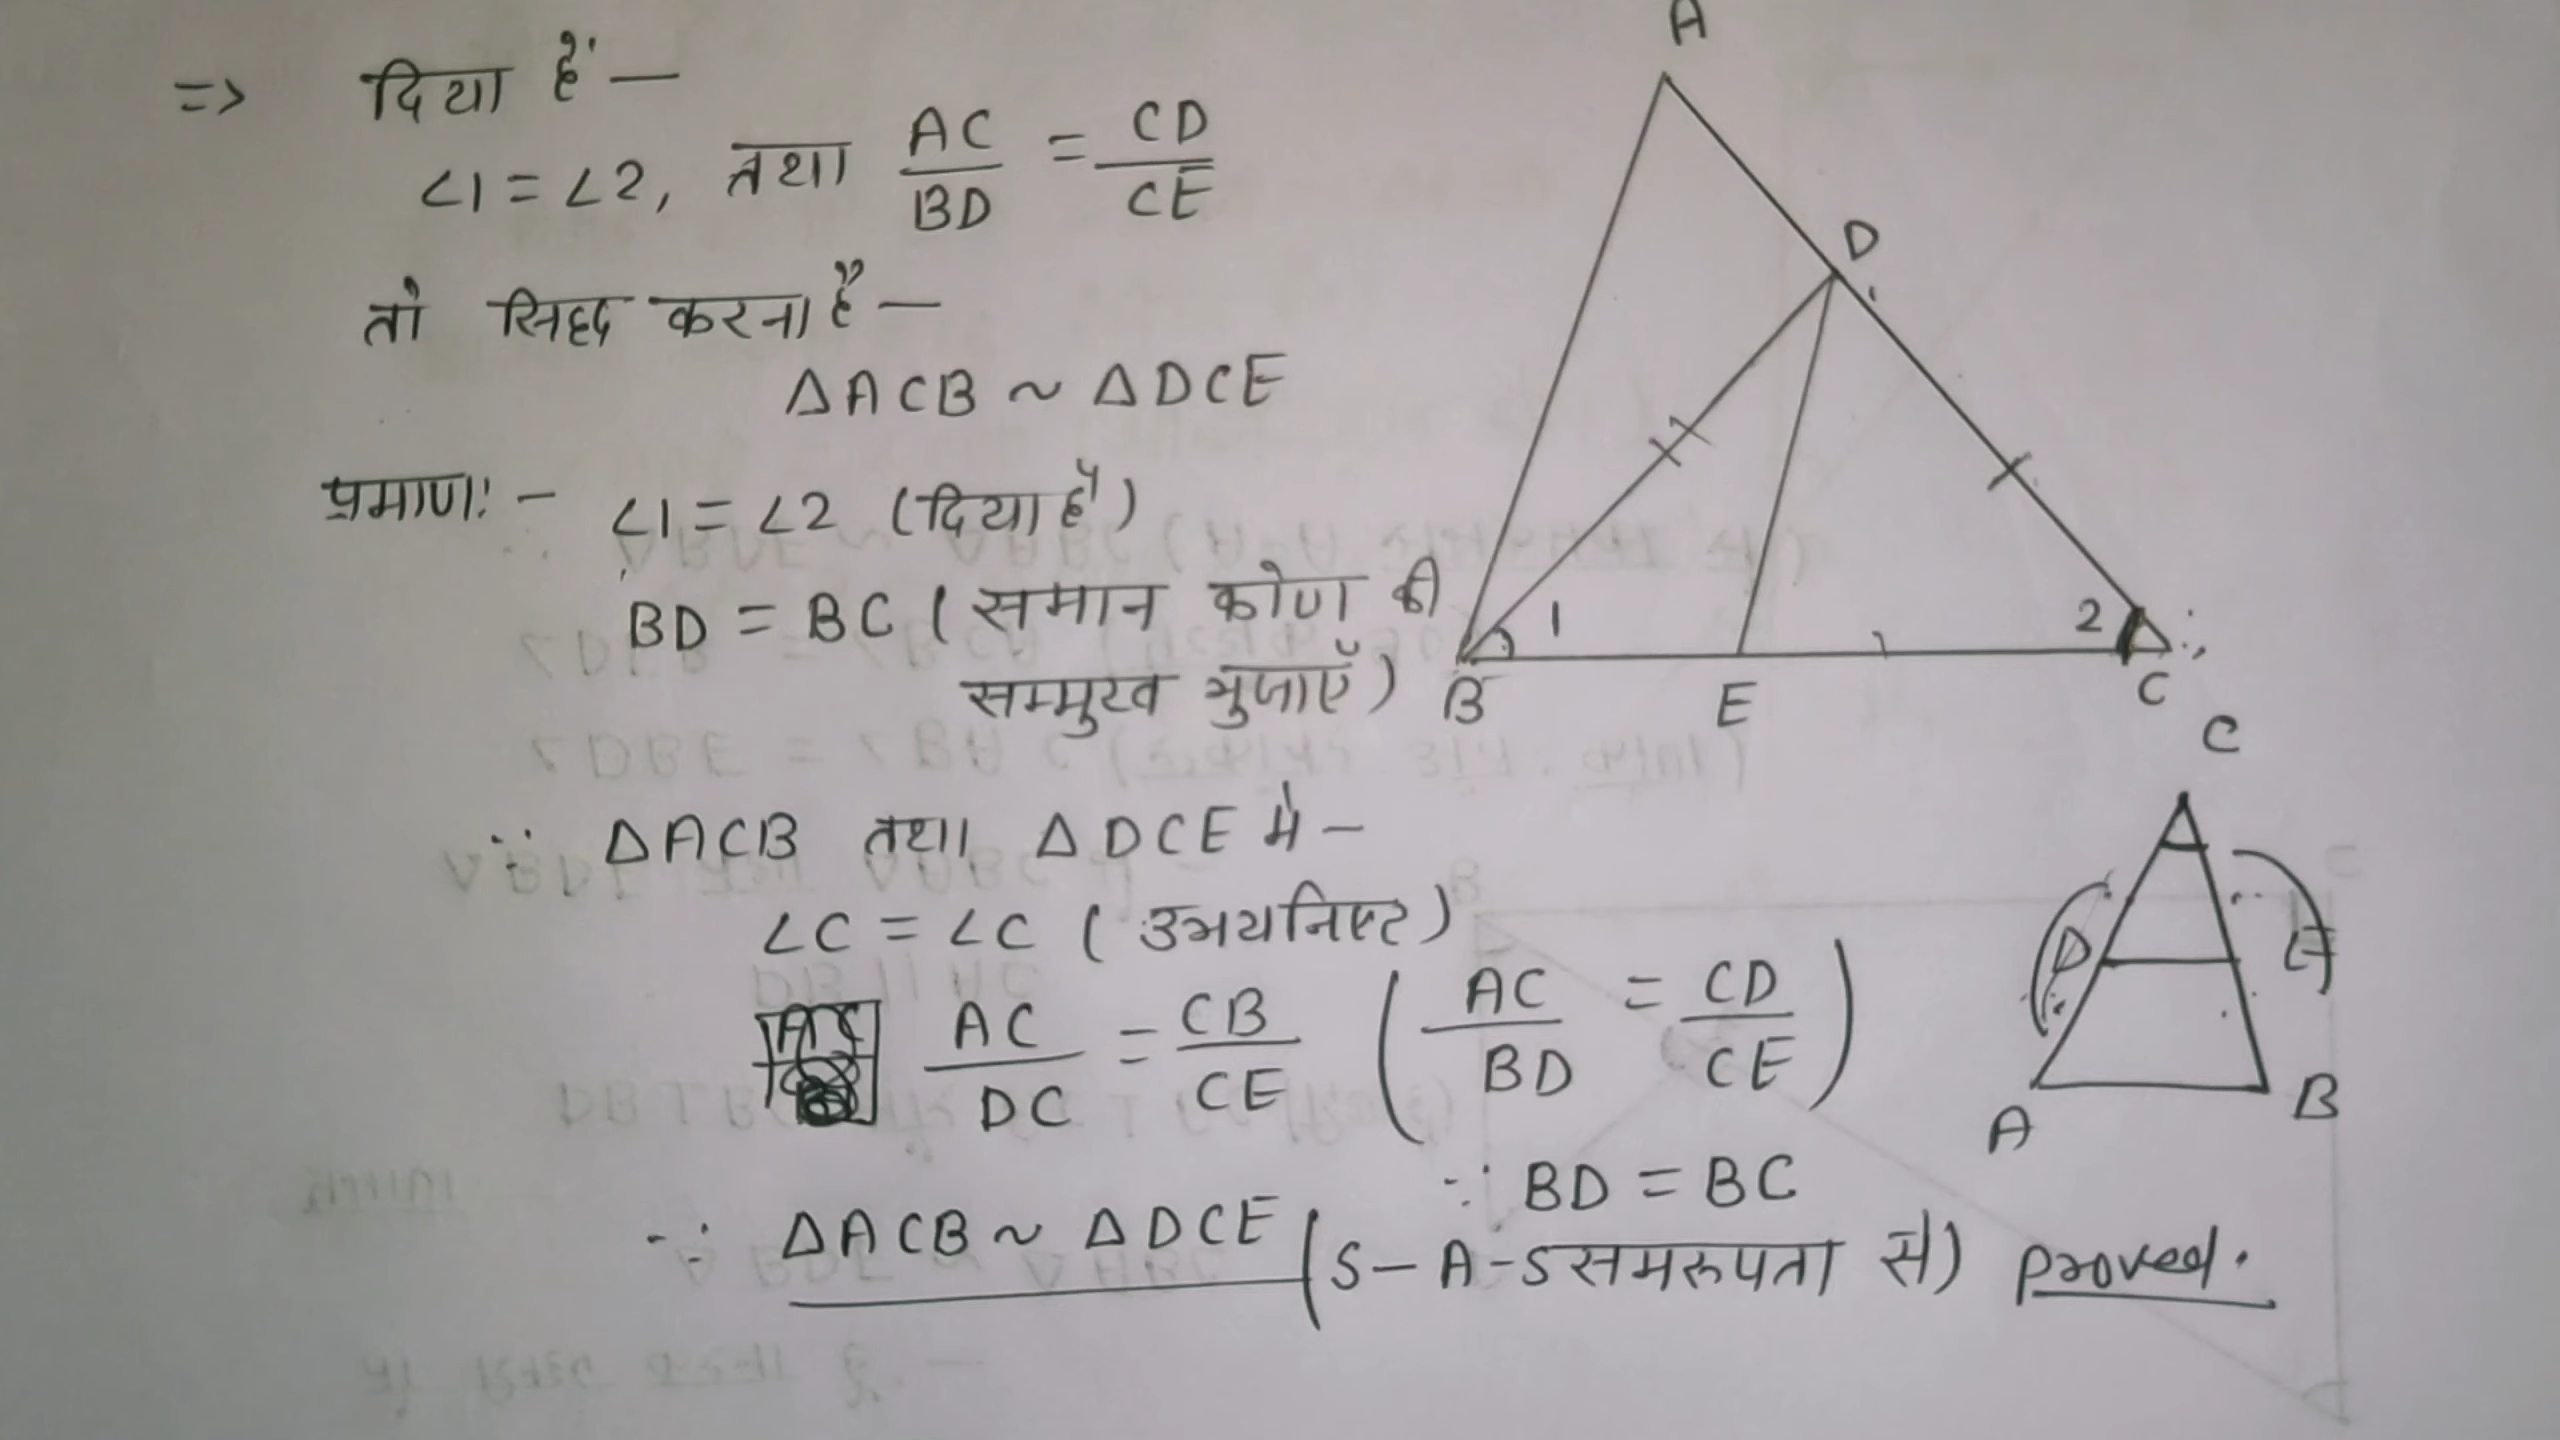 => दिया है —
∠1 = ∠2, तथा AC/BD = CD/CE
तो सिद्ध करना है —
ΔACB ~ ΔDCE
प्रमाण: - ∠1 = ∠2 (दिया है)
BD = BC (समान कोण की
सम्मुख भुजाएँ)
∵ ΔACB तथा ΔDCE में —
∠C = ∠C (उभयनिष्ट)
AC/DC = CB/CE (AC/BD = CD/CE)
∵ BD = BC
∵ ΔACB ~ ΔDCE (S-A-S समरूपता से) proved.
A
D
1
2
B
E
C
C
D
E
A
B